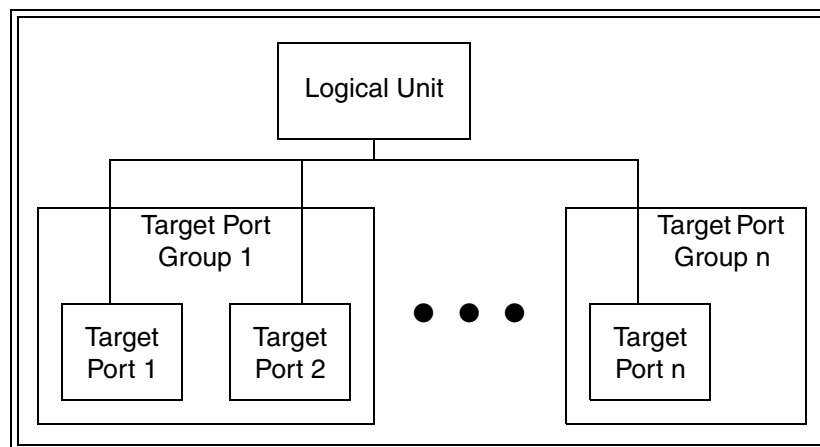 Logical Unit
Target Port
Group 1
Target Port
Group n
Target
Port 1
Target
Port 2
Target
Port n